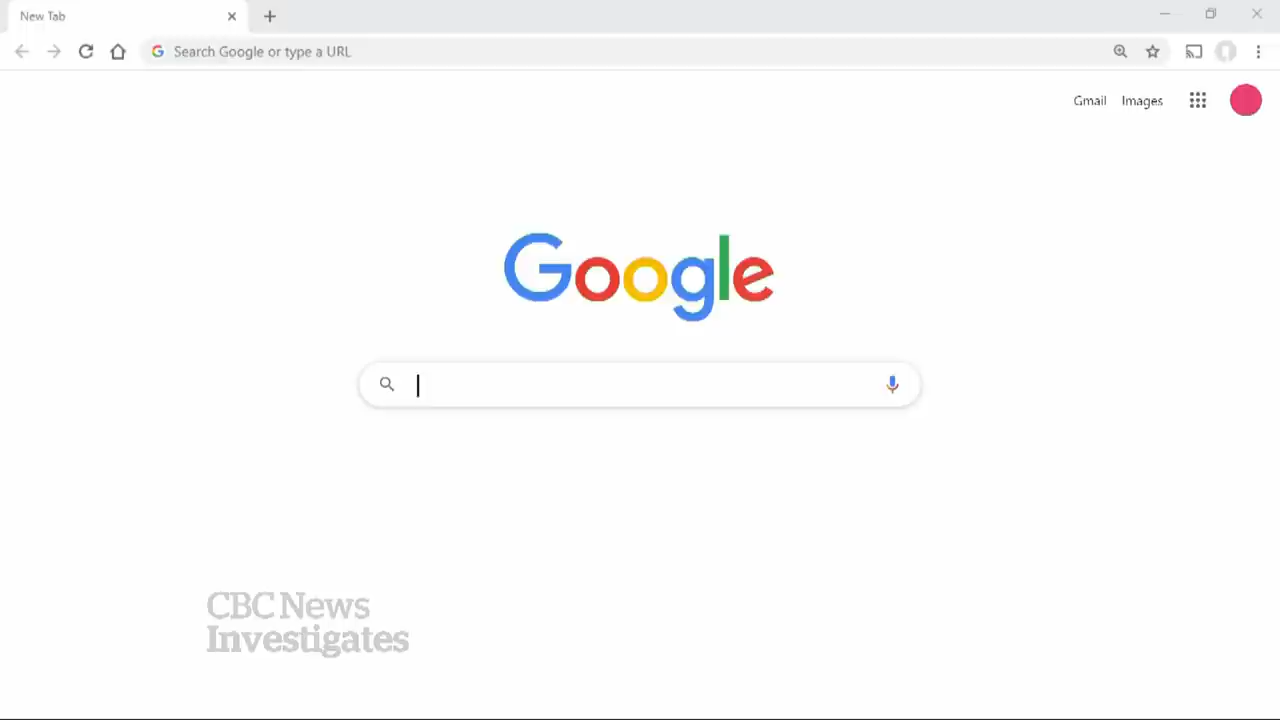 New Tab
Search Google or type a URL
Gmail Images
Google
CBC News
Investigates